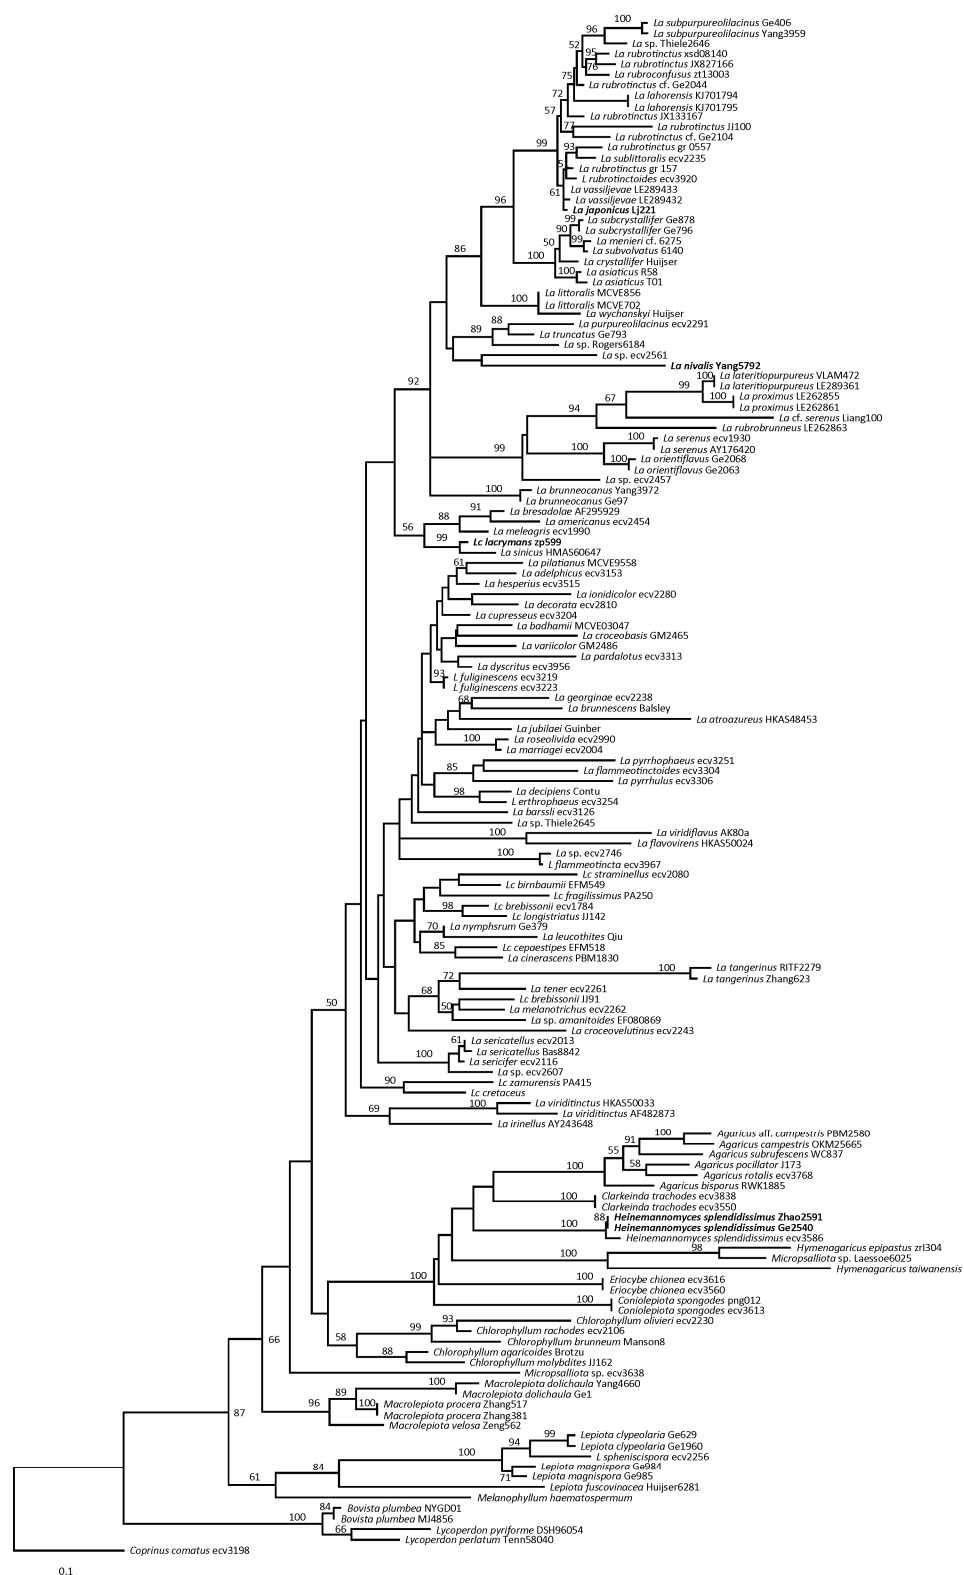 100
La subpurpureolilacinus Ge406
96
La subpurpureolilacinus Yang3959
52
La sp. Thiele2646
95
La rubrotinctus xsd08140
76
La rubrotinctus JX827166
75
La rubroconfusus zt13003
La rubrotinctus cf. Ge2044
72
La lahorensis KJ701794
La lahorensis KJ701795
57
La rubrotinctus JX133167
77
La rubrotinctus JJ100
La rubrotinctus cf. Ge2104
99
93
La rubrotinctus gr 0557
La sublittoralis ecv2235
La rubrotinctus gr 157
L rubrotinctoides ecv3920
61
La vassiljevae LE289433
La vassiljevae LE289432
96
La japonicus Lj221
99
La subcrystallifer Ge878
90
La subcrystallifer Ge796
50
99
La menieri cf. 6275
86
La subvolvatus 6140
100
La crystallifer Huijser
100
La asiaticus R58
La asiaticus T01
La littoralis MCVE856
100
La littoralis MCVE702
La wychanskyi Huijser
88
La purpureolilacinus ecv2291
89
La truncatus Ge793
La sp. Rogers6184
La sp. ecv2561
La nivalis Yang5792
100
La lateritiopurpureus VLAM472
92
99
La lateritiopurpureus LE289361
100
La proximus LE262855
67
La proximus LE262861
94
La cf. serenus Liang100
La rubrobrunneus LE262863
100
La serenus ecv1930
99
100
La serenus AY176420
100
La orientiflavus Ge2068
La orientiflavus Ge2063
La sp. ecv2457
100
La brunneocanus Yang3972
La brunneocanus Ge97
91
La bresadolae AF295929
88
La americanus ecv2454
56
La meleagris ecv1990
99
Lc lacrymans zp599
La sinicus HMAS60647
61
La pilatianus MCVE9558
La adelphicus ecv3153
La hesperius ecv3515
La ionidicolor ecv2280
La decorata ecv2810
La cupresseus ecv3204
La badhamii MCVE03047
La croceobasis GM2465
La variicolor GM2486
La pardalotus ecv3313
La dyscritus ecv3956
93
L fuliginescens ecv3219
L fuliginescens ecv3223
68
La georginae ecv2238
La brunnescens Balsley
La atroazureus HKAS48453
La jubilaei Guinber
100
La roseolivida ecv2990
La marriagei ecv2004
La pyrrhophaeus ecv3251
85
La flammeotinctoides ecv3304
La pyrrhulus ecv3306
98
La decipiens Contu
L erthrophaeus ecv3254
La barssli ecv3126
La sp. Thiele2645
100
La viridiflavus AK80a
La flavovirens HKAS50024
100
La sp. ecv2746
L flammeotincta ecv3967
Lc straminellus ecv2080
Lc birnbaumii EFM549
Lc fragilissimus PA250
98
Lc brebissonii ecv1784
Lc longistriatus JJ142
70
La nymphsrum Ge379
La leucothites Qiu
85
Lc cepaestipes EFM518
La cinerascens PBM1830
100
La tangerinus RITF2279
72
La tangerinus Zhang623
68
La tener ecv2261
50
Lc brebissonii JJ91
50
La melanotrichus ecv2262
La sp. amanitoides EF080869
La croceovelutinus ecv2243
61
La sericatellus ecv2013
100
La sericatellus Bas8842
La sericifer ecv2116
La sp. ecv2607
90
Lc zamurensis PA415
Lc cretaceus
100
La viriditinctus HKAS50033
69
La viriditinctus AF482873
La irinellus AY243648
100
Agaricus aff. campestris PBM2580
91
Agaricus campestris OKM25665
55
Agaricus subrufescens WC837
100
58
Agaricus pocillator J173
Agaricus rotalis ecv3768
Agaricus bisporus RWK1885
100
Clarkeinda trachodes ecv3838
Clarkeinda trachodes ecv3550
88
Heinemannomyces splendidissimus Zhao2591
100
Heinemannomyces splendidissimus Ge2540
Heinemannomyces splendidissimus ecv3586
98
Hymenagaricus epipastus zrl304
100
Micropsalliota sp. Laessoe6025
Hymenagaricus taiwanensis
100
100
Eriocybe chionea ecv3616
Eriocybe chionea ecv3560
100
Coniolepiota spongodes png012
Coniolepiota spongodes ecv3613
93
Chlorophyllum olivieri ecv2230
99
Chlorophyllum rachodes ecv2106
58
Chlorophyllum brunneum Manson8
66
88
Chlorophyllum agaricoides Brotzu
Chlorophyllum molybdites JJ162
Micropsalliota sp. ecv3638
100
Macrolepiota dolichaula Yang4660
89
Macrolepiota dolichaula Ge1
96
100
Macrolepiota procera Zhang517
87
Macrolepiota procera Zhang381
Macrolepiota velosa Zeng562
99
Lepiota clypeolaria Ge629
94
Lepiota clypeolaria Ge1960
100
L spheniscispora ecv2256
84
Lepiota magnispora Ge984
61
71
Lepiota magnispora Ge985
Lepiota fuscovinacea Huijser6281
Melanophyllum haematospermum
84
Bovista plumbea NYGD01
100
Bovista plumbea MJ4856
66
Lycoperdon pyriforme DSH96054
Lycoperdon perlatum Tenn58040
Coprinus comatus ecv3198
0.1